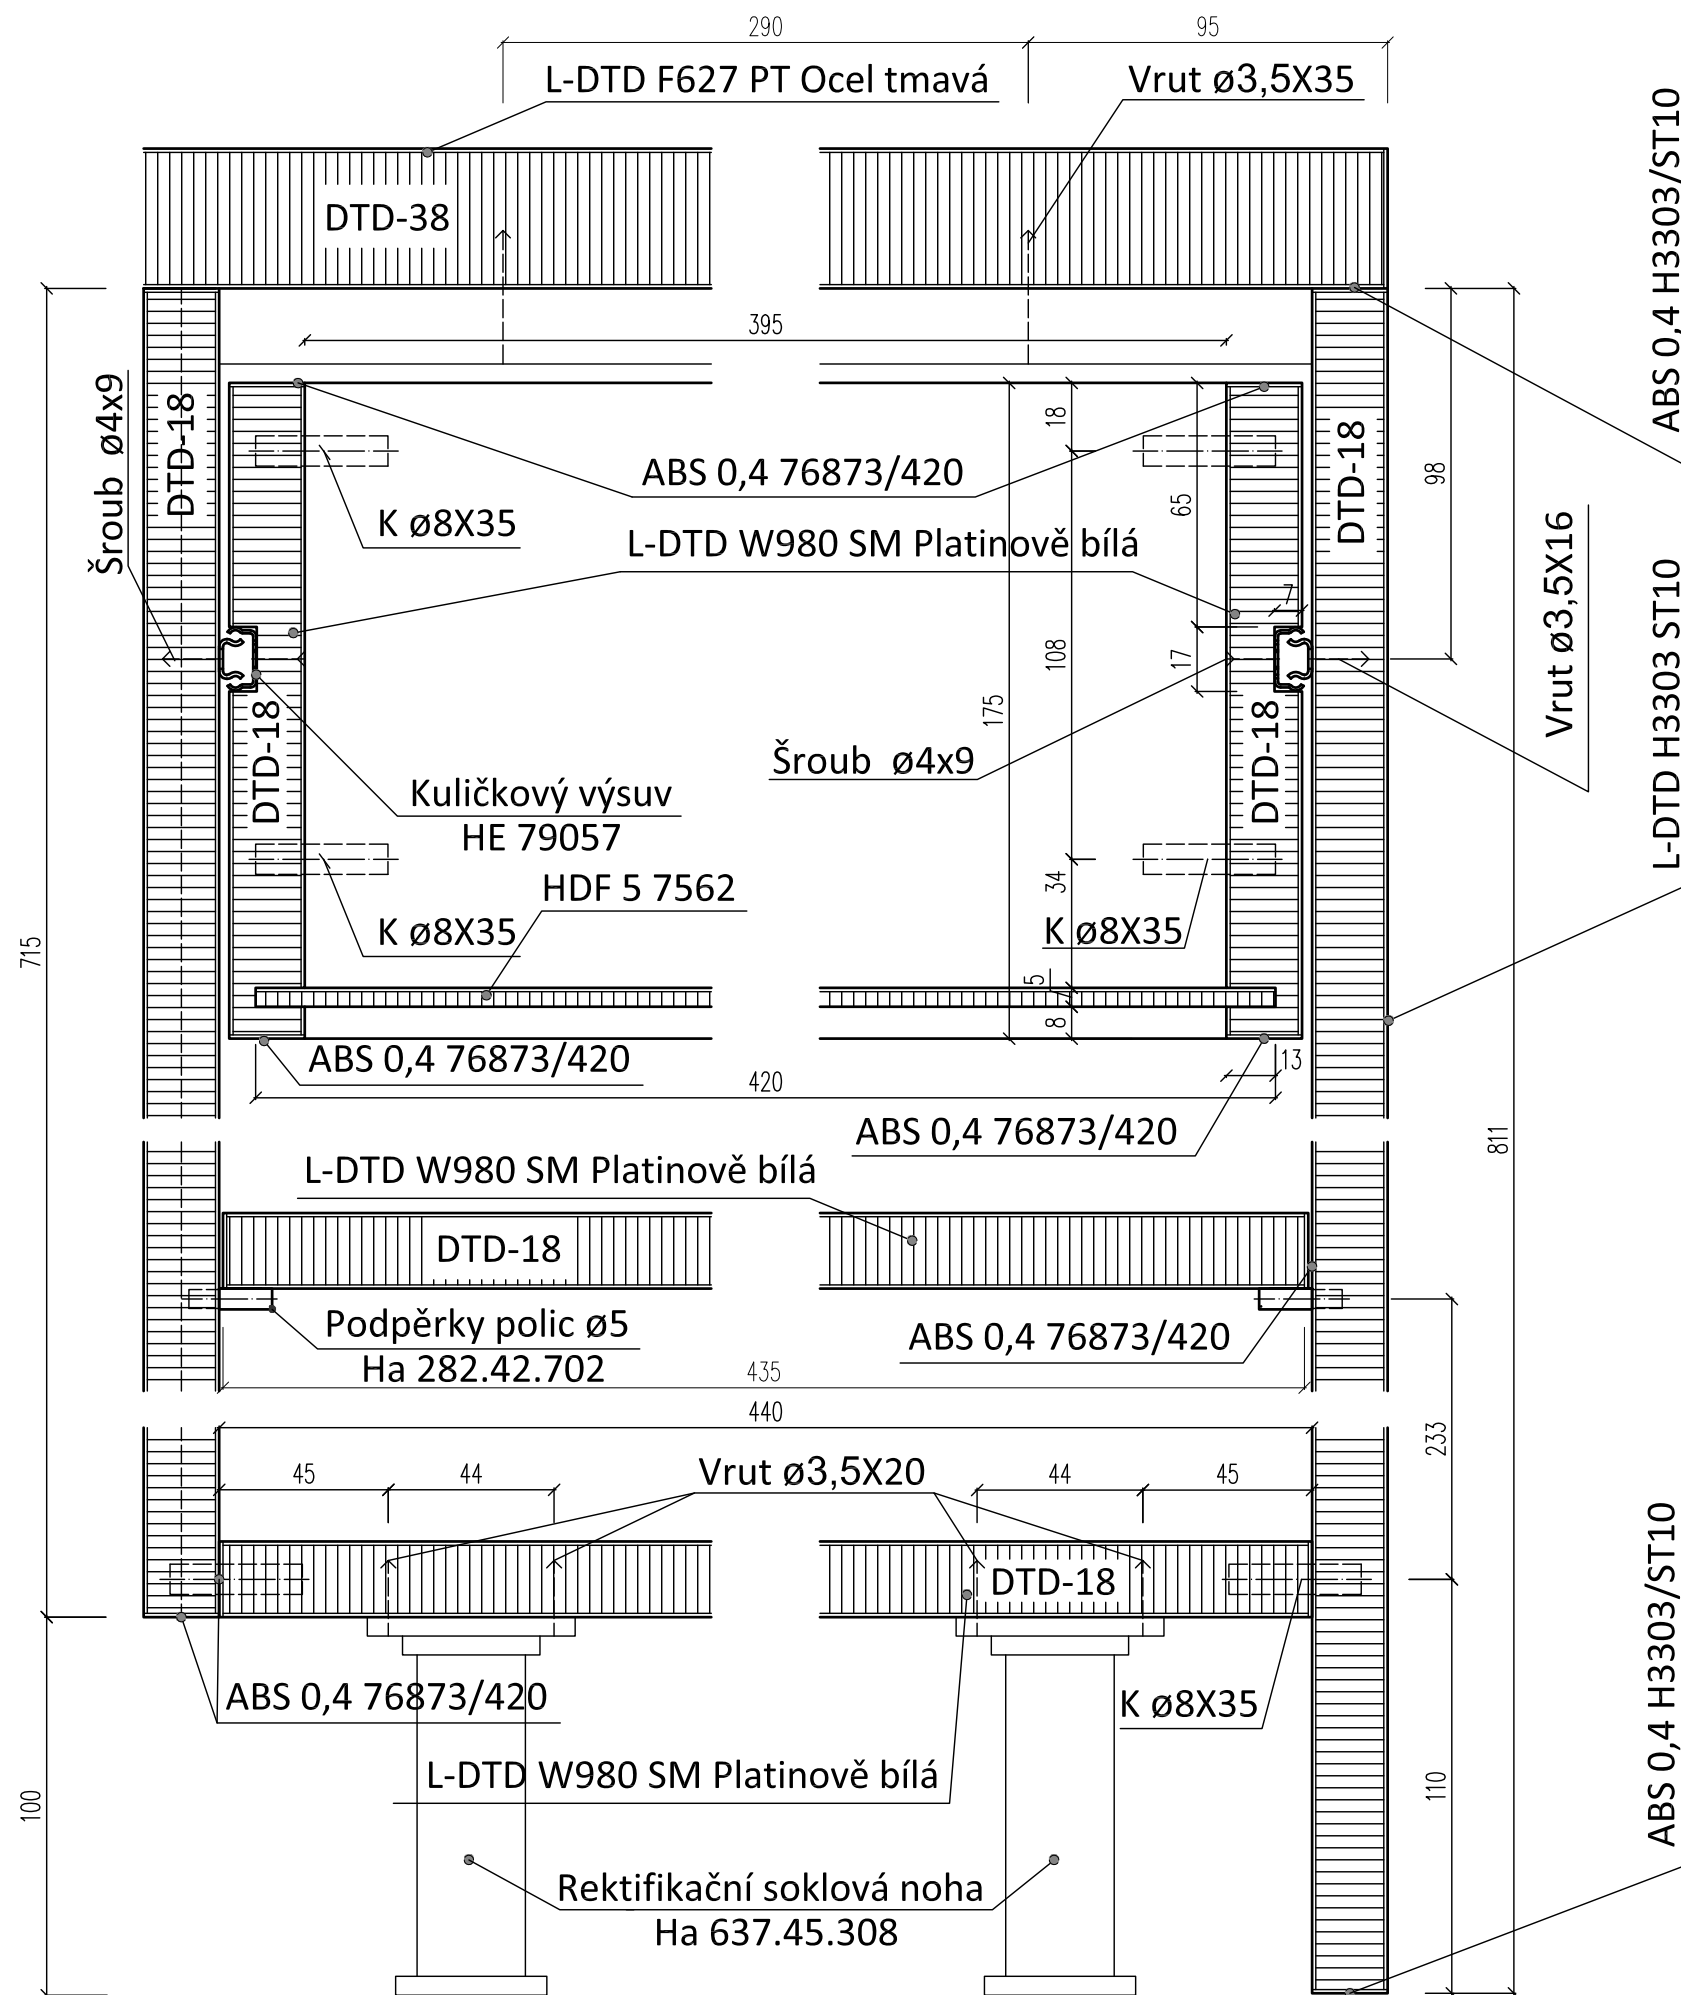 290
95
L-DTD F627 PT Ocel tmavá
Vrut ø3,5X35
ABS 0,4 H3303/ST10
DTD-38
395
Šroub ø4x9
DTD-18
18
DTD-18
98
ABS 0,4 76873/420
65
K ø8X35
L-DTD W980 SM Platinově bílá
Vrut ø3,5X16
L-DTD H3303 ST10
7
108
17
175
DTD-18
DTD-18
Šroub ø4x9
Kuličkový výsuv
HE 79057
HDF 5 7562
34
K ø8X35
K ø8X35
715
5
8
ABS 0,4 76873/420
13
420
ABS 0,4 76873/420
811
L-DTD W980 SM Platinově bílá
DTD-18
Podpěrky polic ø5
Ha 282.42.702
ABS 0,4 76873/420
435
440
233
45
44
Vrut ø3,5X20
44
45
DTD-18
ABS 0,4 H3303/ST10
ABS 0,4 76873/420
K ø8X35
L-DTD W980 SM Platinově bílá
100
110
Rektifikační soklová noha
Ha 637.45.308